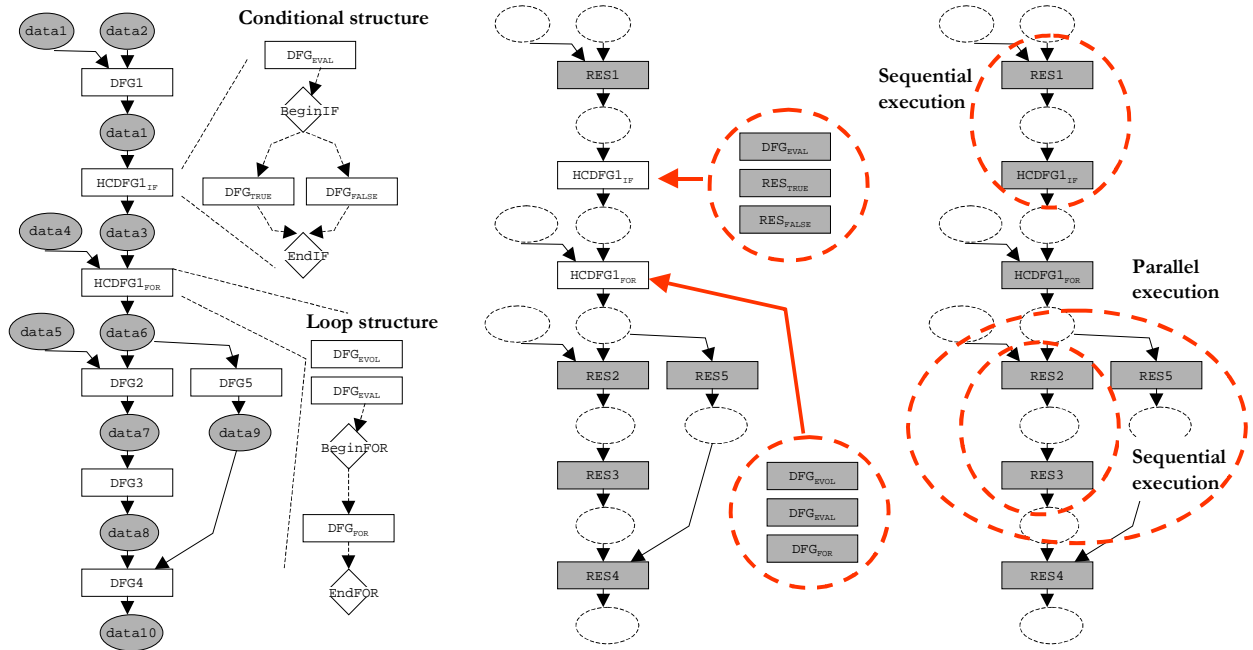 Conditional structure
data1
data2
DFG1
data1
HCDFG1IF
data4
data3
HCDFG1FOR
data5
data6
DFG2
DFG5
data7
data9
DFG3
data8
DFG4
data10
DFGEVAL
BeginIF
DFGTRUE
DFGFALSE
EndIF
Loop structure
DFGEVOL
DFGEVAL
BeginFOR
DFGFOR
EndFOR
RES1
HCDFG1IF
HCDFG1FOR
RES2
RES5
RES3
RES4
DFGEVAL
RESTRUE
RESFALSE
DFGEVOL
DFGEVAL
DFGFOR
Sequential
execution
RES1
HCDFG1IF
HCDFG1FOR
Parallel
execution
RES2
RES5
RES3
Sequential
execution
RES4